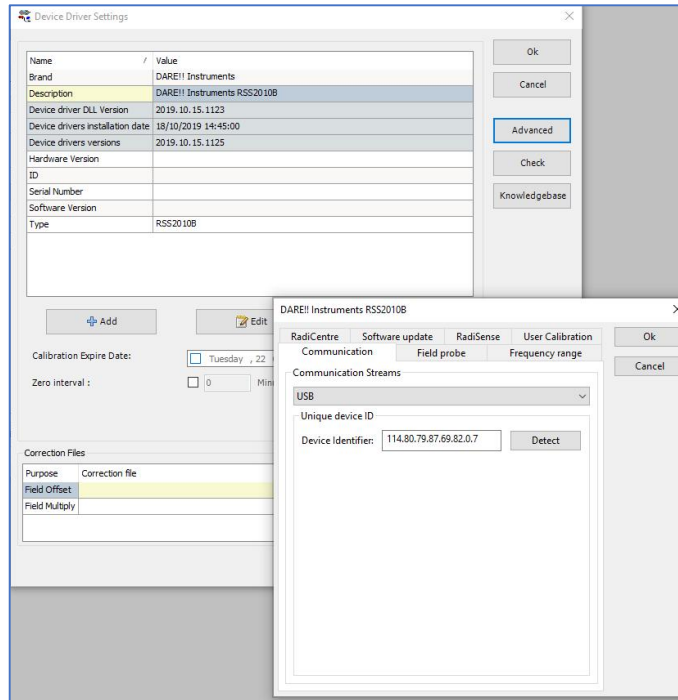 Device Driver Settings
Name / Value
Brand DARE!! Instruments
Description DARE!! Instruments RSS2010B
Device driver DLL Version 2019.10.15.1123
Device drivers installation date 18/10/2019 14:45:00
Device drivers versions 2019.10.15.1125
Hardware Version
ID
Serial Number
Software Version
Type RSS2010B
Ok
Cancel
Advanced
Check
Knowledgebase
Add Edit
Calibration Expire Date: Tuesday , 22
Zero interval : 0
Correction Files
Purpose Correction file
Field Offset
Field Multiply
DARE!! Instruments RSS2010B
RadiCentre Software update RadiSense User Calibration
Communication Field probe Frequency range
Ok
Cancel
Communication Streams
USB
Unique device ID
Device Identifier: 114.80.79.87.69.82.0.7 Detect